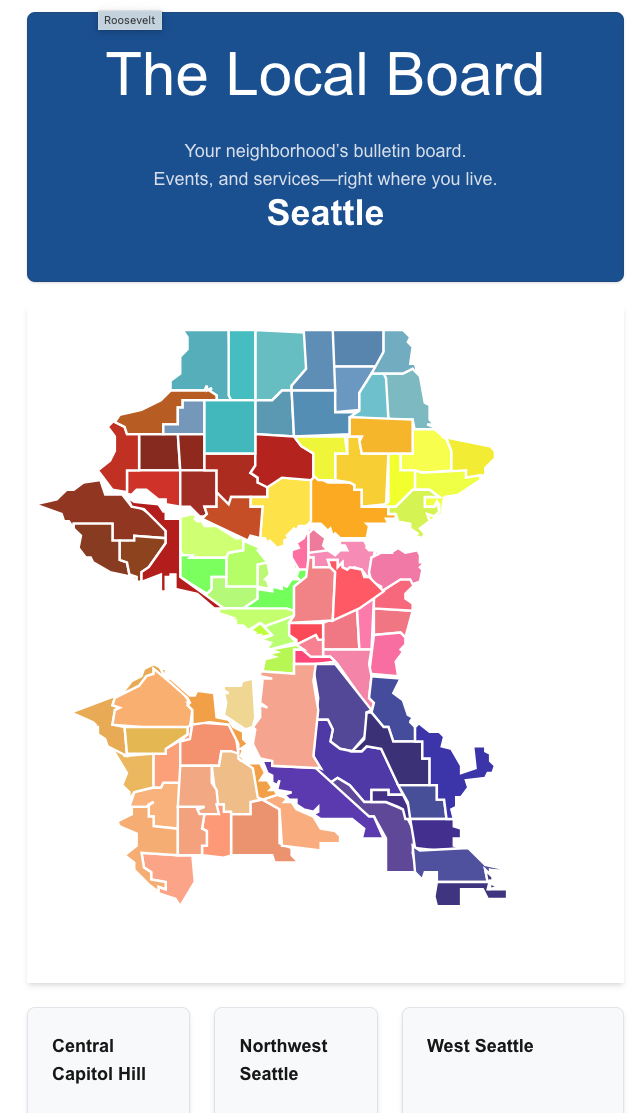 Roosevelt
The Local Board
Your neighborhood's bulletin board.
Events, and services—right where you live.
Seattle
Central
Capitol Hill
Northwest
Seattle
West Seattle